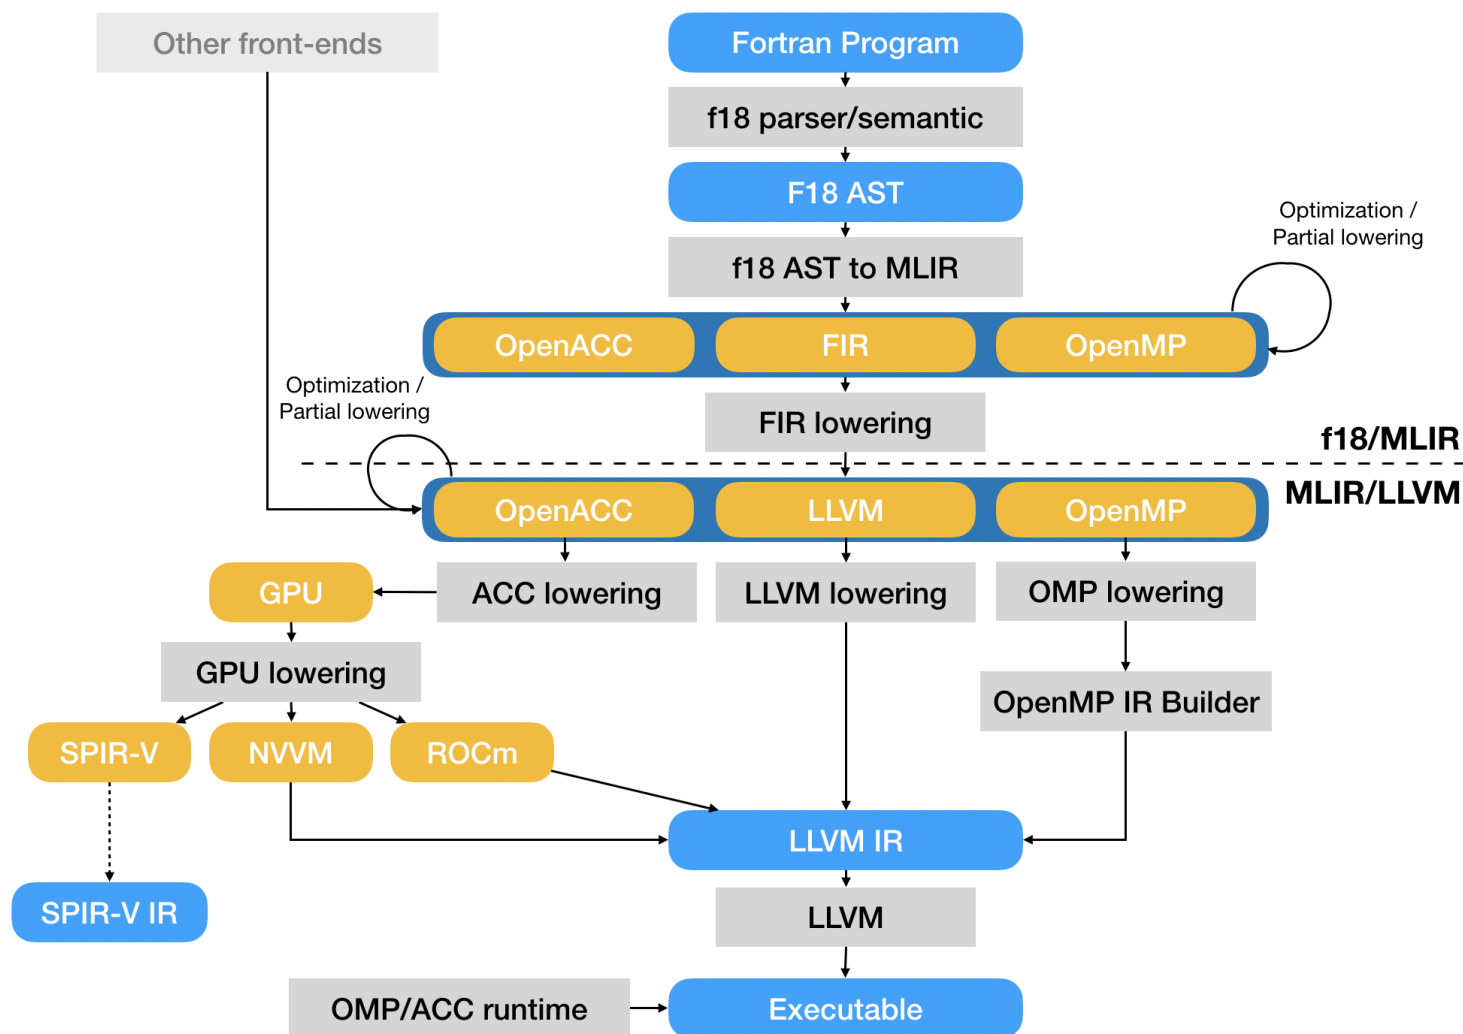 Other front-ends
Fortran Program
f18 parser/semantic
F18 AST
Optimization /
Partial lowering
f18 AST to MLIR
OpenACC
FIR
OpenMP
Optimization /
Partial lowering
FIR lowering
f18/MLIR
MLIR/LLVM
OpenACC
LLVM
OpenMP
GPU
ACC lowering
LLVM lowering
OMP lowering
GPU lowering
OpenMP IR Builder
SPIR-V
NVVM
ROCm
LLVM IR
SPIR-V IR
LLVM
OMP/ACC runtime
Executable